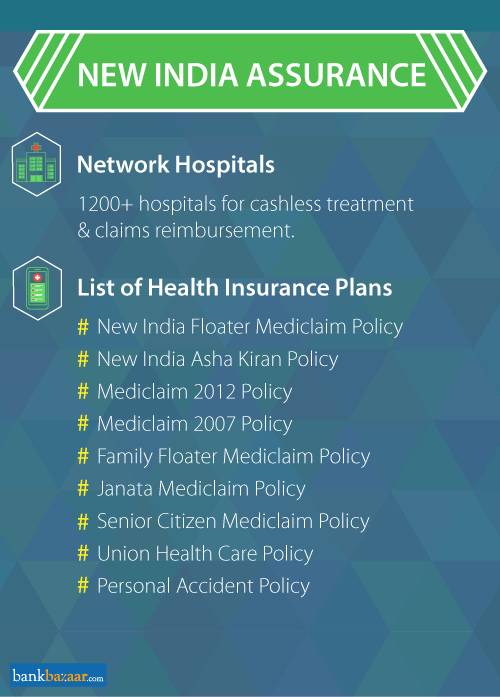 NEW INDIA ASSURANCE
Network Hospitals
1200+ hospitals for cashless treatment
& claims reimbursement.
List of Health Insurance Plans
# New India Floater Mediclaim Policy
# New India Asha Kiran Policy
# Mediclaim 2012 Policy
# Mediclaim 2007 Policy
# Family Floater Mediclaim Policy
# Janata Mediclaim Policy
# Senior Citizen Mediclaim Policy
# Union Health Care Policy
# Personal Accident Policy
bankbazaar.com